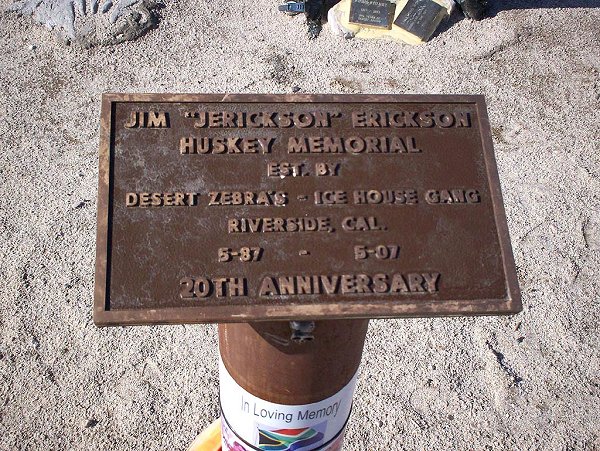 JIM "JERICKSON" ERICKSON
HUSKEY MEMORIAL
EST. BY
DESERT ZEBRA'S - ICE HOUSE GANG
RIVERSIDE, CAL.
5-87 - 5-07
20TH ANNIVERSARY
In Loving Memory